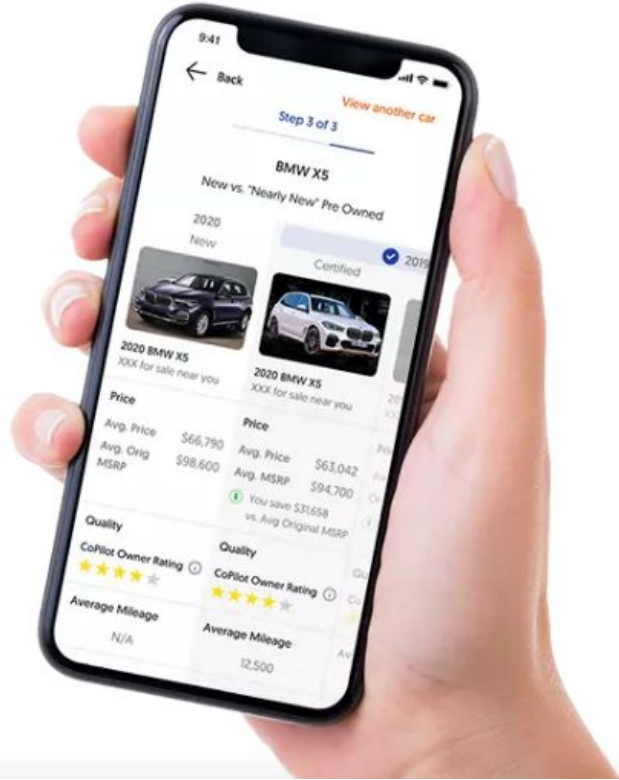 9:41
Back
View another car
Step 3 of 3
BMW X5
New vs. "Nearly New" Pre Owned
2020
New
2019
Certified
2020 BMW X5
XXX for sale near you
2020 BMW X5
XXX for sale near you
Price
Avg. Price $66,790
Avg. Orig
MSRP $98,600
Price
Avg. Price $63,042
Avg. MSRP $94,700
You save $31,658
vs. Avg Original MSRP
Quality
CoPilot Owner Rating
Quality
CoPilot Owner Rating
Average Mileage
N/A
Average Mileage
12,500